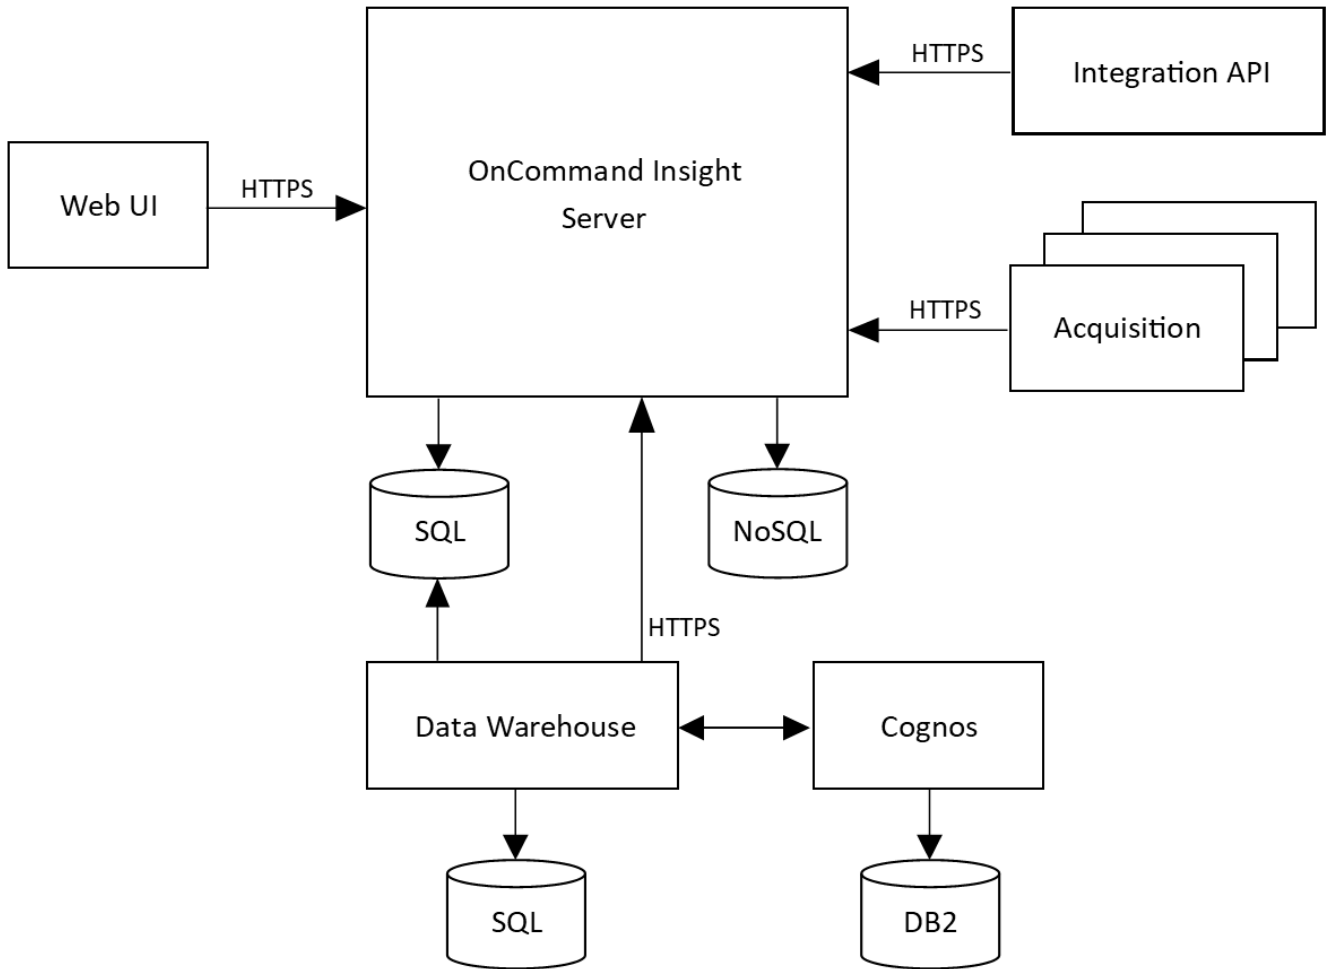 HTTPS
Integration API
OnCommand Insight
Server
HTTPS
Web UI
HTTPS
Acquisition
SQL
NoSQL
HTTPS
Data Warehouse
Cognos
SQL
DB2